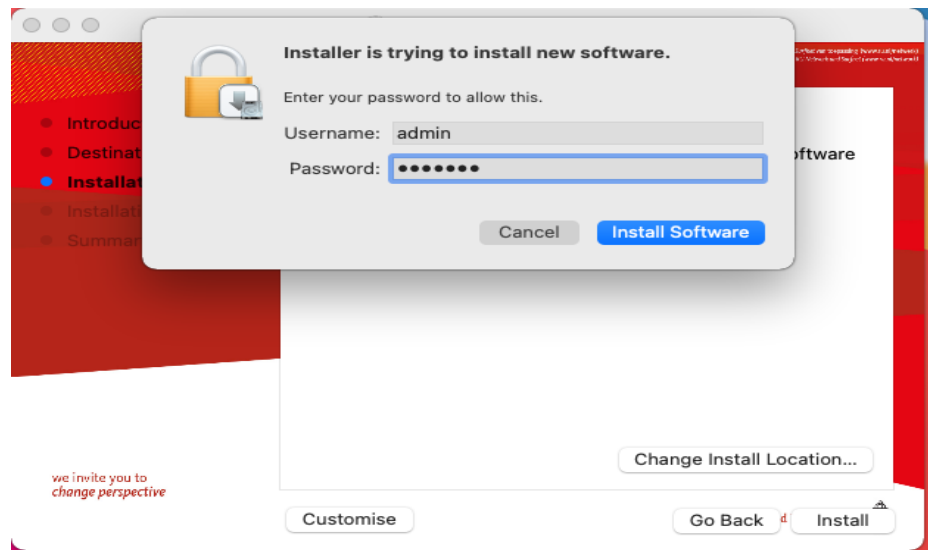 Installer is trying to install new software.
Enter your password to allow this.
Username: admin
Password: •••••••
Cancel
Install Software
Introduc
Destinat
Installat
Installati
Summar
oftware
Change Install Location...
we invite you to
change perspective
Customise
Go Back
d
Install